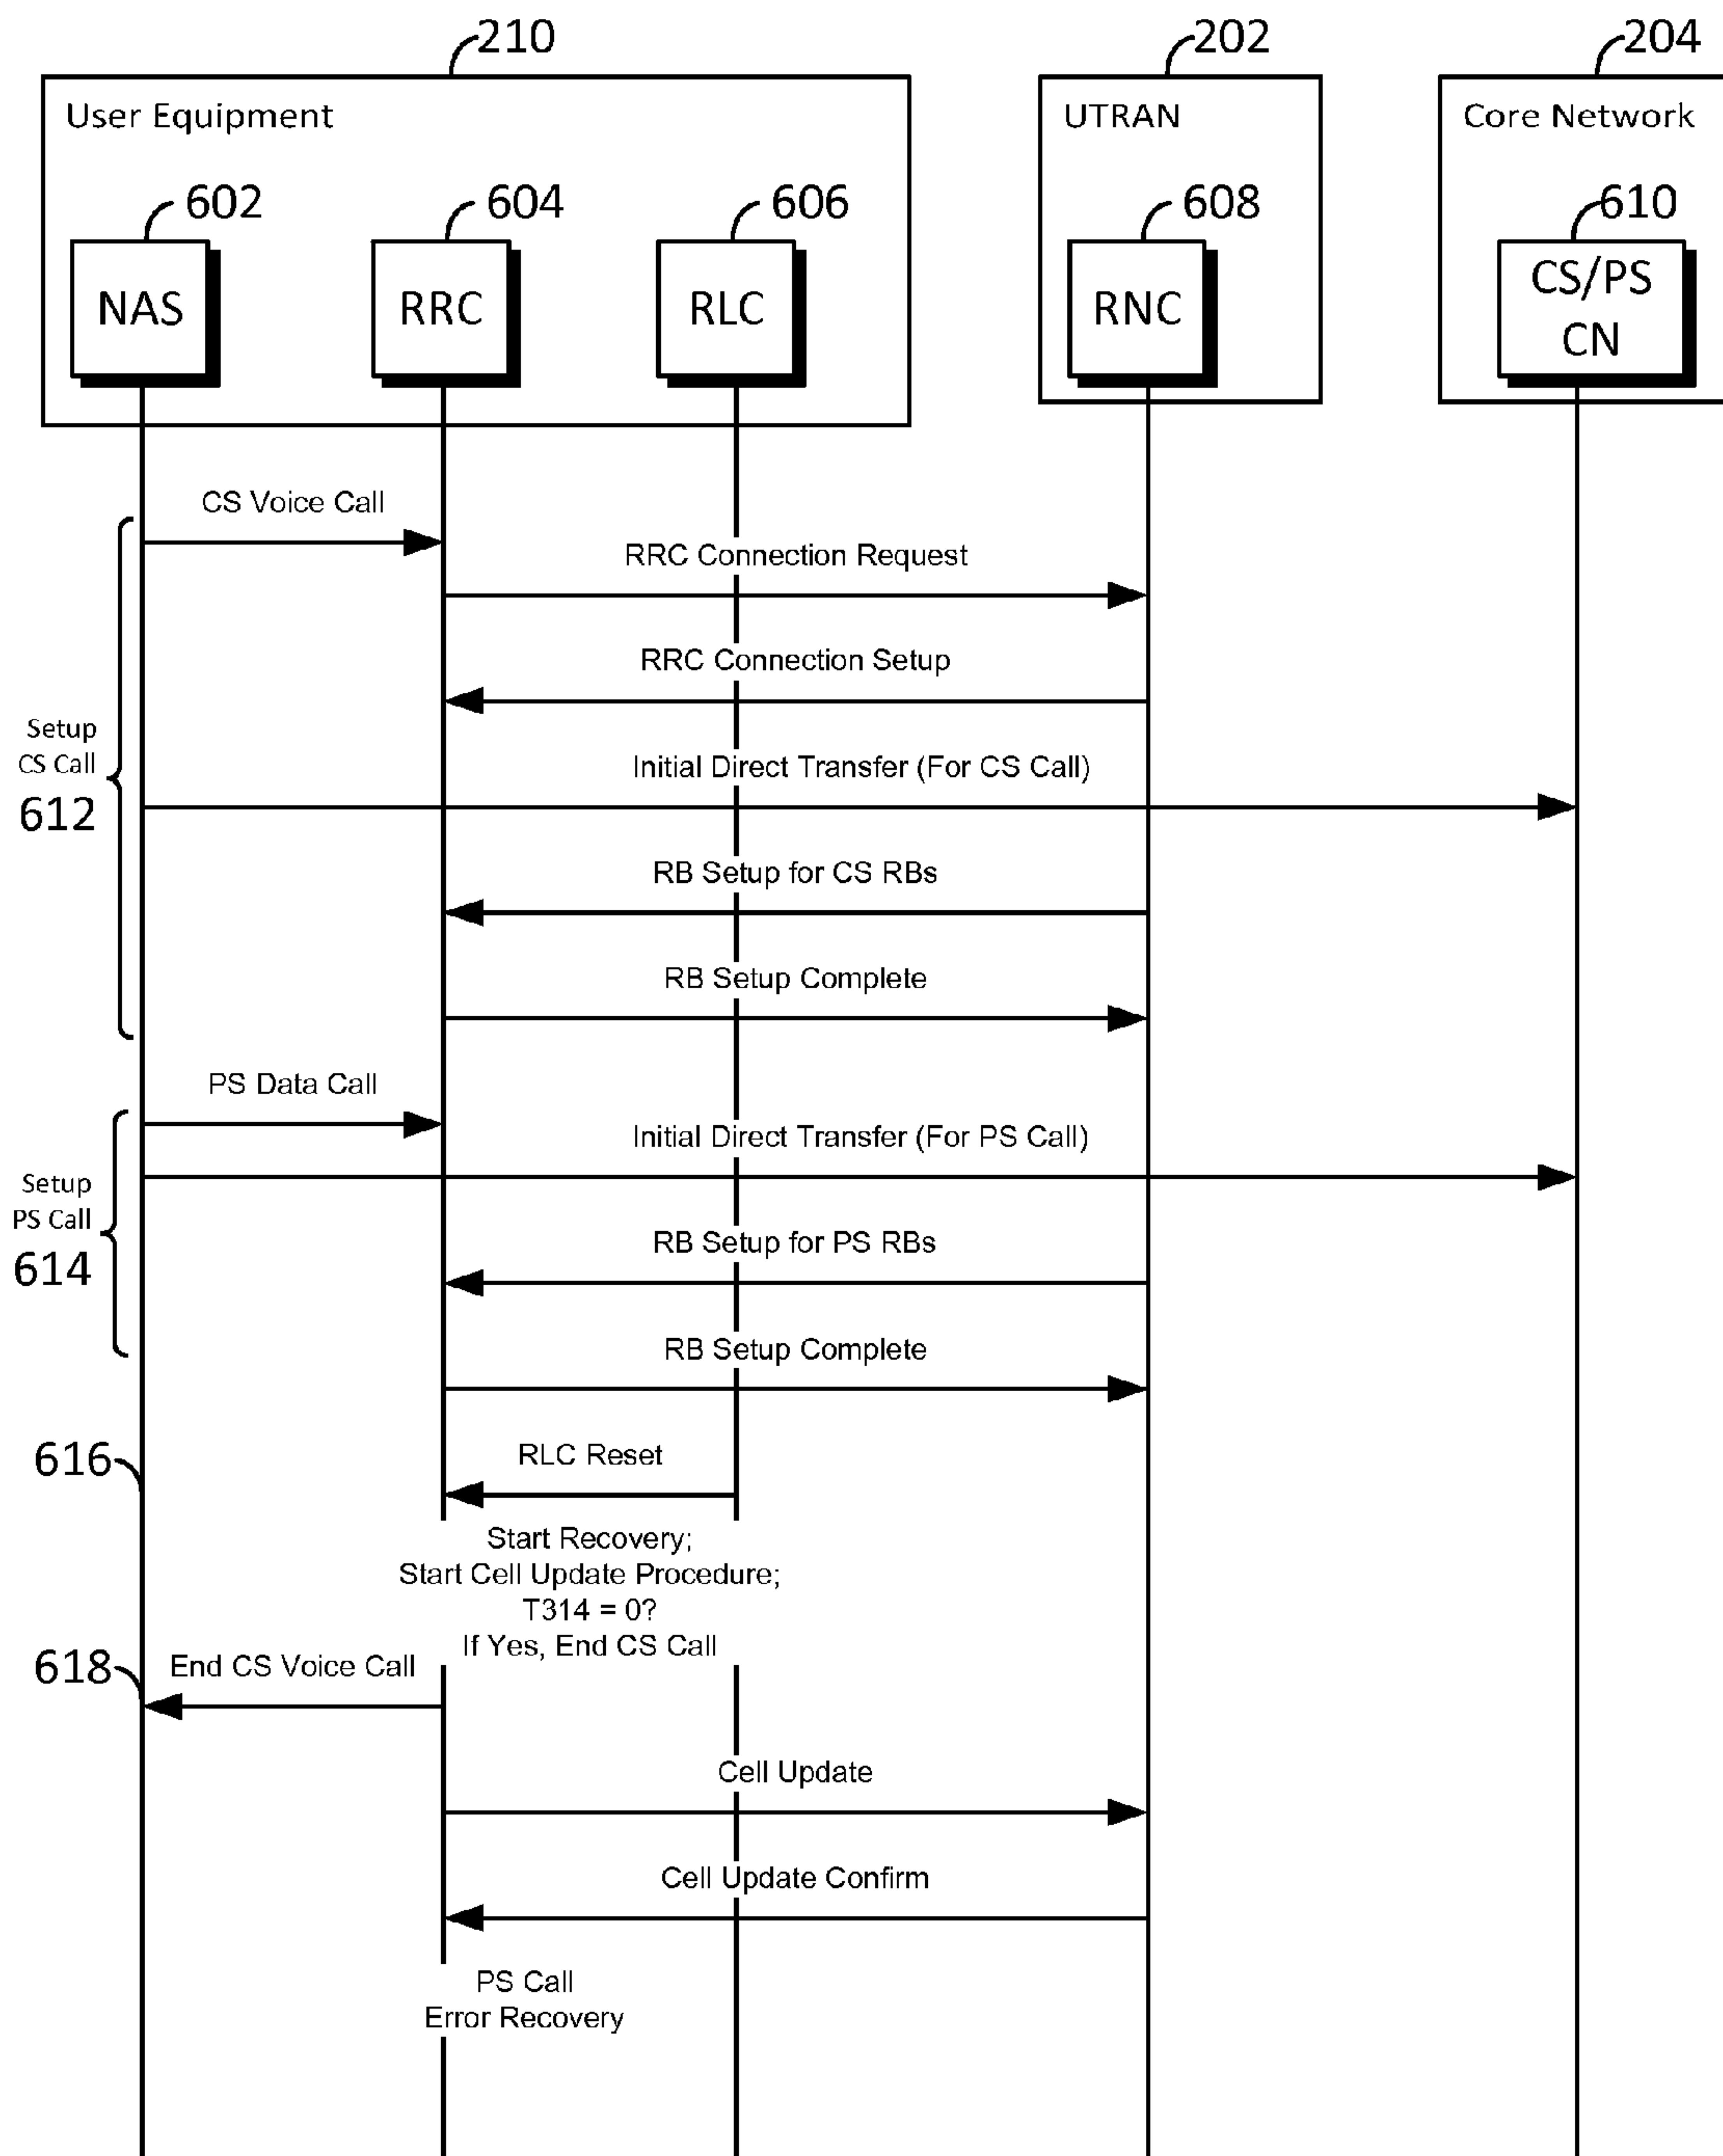 210
202
204
User Equipment
UTRAN
Core Network
602
604
606
608
610
NAS
RRC
RLC
RNC
CS/PS
CN
CS Voice Call
RRC Connection Request
RRC Connection Setup
Setup
CS Call
612
Initial Direct Transfer (For CS Call)
RB Setup for CS RBs
RB Setup Complete
PS Data Call
Initial Direct Transfer (For PS Call)
Setup
PS Call
614
RB Setup for PS RBs
RB Setup Complete
616
RLC Reset
Start Recovery;
Start Cell Update Procedure;
T314 = 0?
If Yes, End CS Call
618
End CS Voice Call
Cell Update
Cell Update Confirm
PS Call
Error Recovery